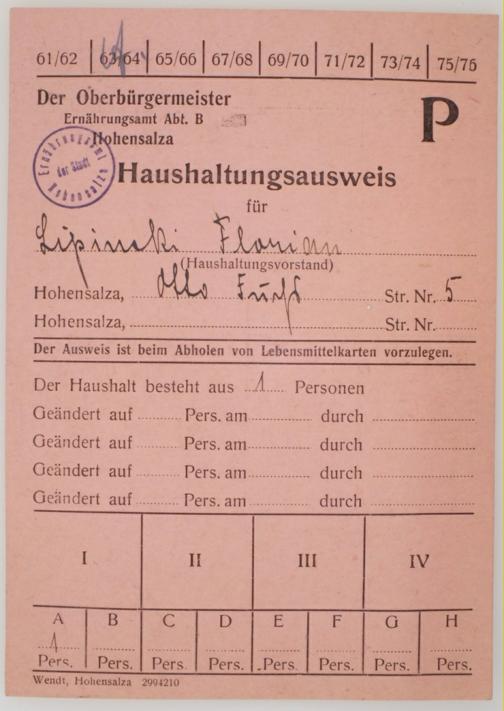 61/62 63/64 65/66 67/68 69/70 71/72 73/74 75/76
Der Oberbürgermeister
Ernährungsamt Abt. B
Hohensalza
P
Ernährungsamt der Stadt Hohensalza
Haushaltungsausweis
für
Lipinski Florian
(Haushaltungsvorstand)
Hohensalza, Otto Str. Nr. 5
Hohensalza, Str. Nr.
Der Ausweis ist beim Abholen von Lebensmittelkarten vorzulegen.
Der Haushalt besteht aus 1 Personen
Geändert auf Pers. am durch
Geändert auf Pers. am durch
Geändert auf Pers. am durch
Geändert auf Pers. am durch
I II III IV
A B C D E F G H
1
Pers. Pers. Pers. Pers. Pers. Pers. Pers. Pers.
Wendt, Hohensalza 2994210